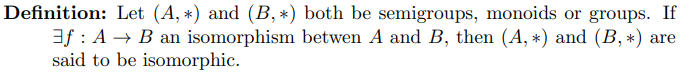 Definition: Let (A, ∗) and (B, ∗) both be semigroups, monoids or groups. If
∃f : A → B an isomorphism betwen A and B, then (A, ∗) and (B, ∗) are
said to be isomorphic.